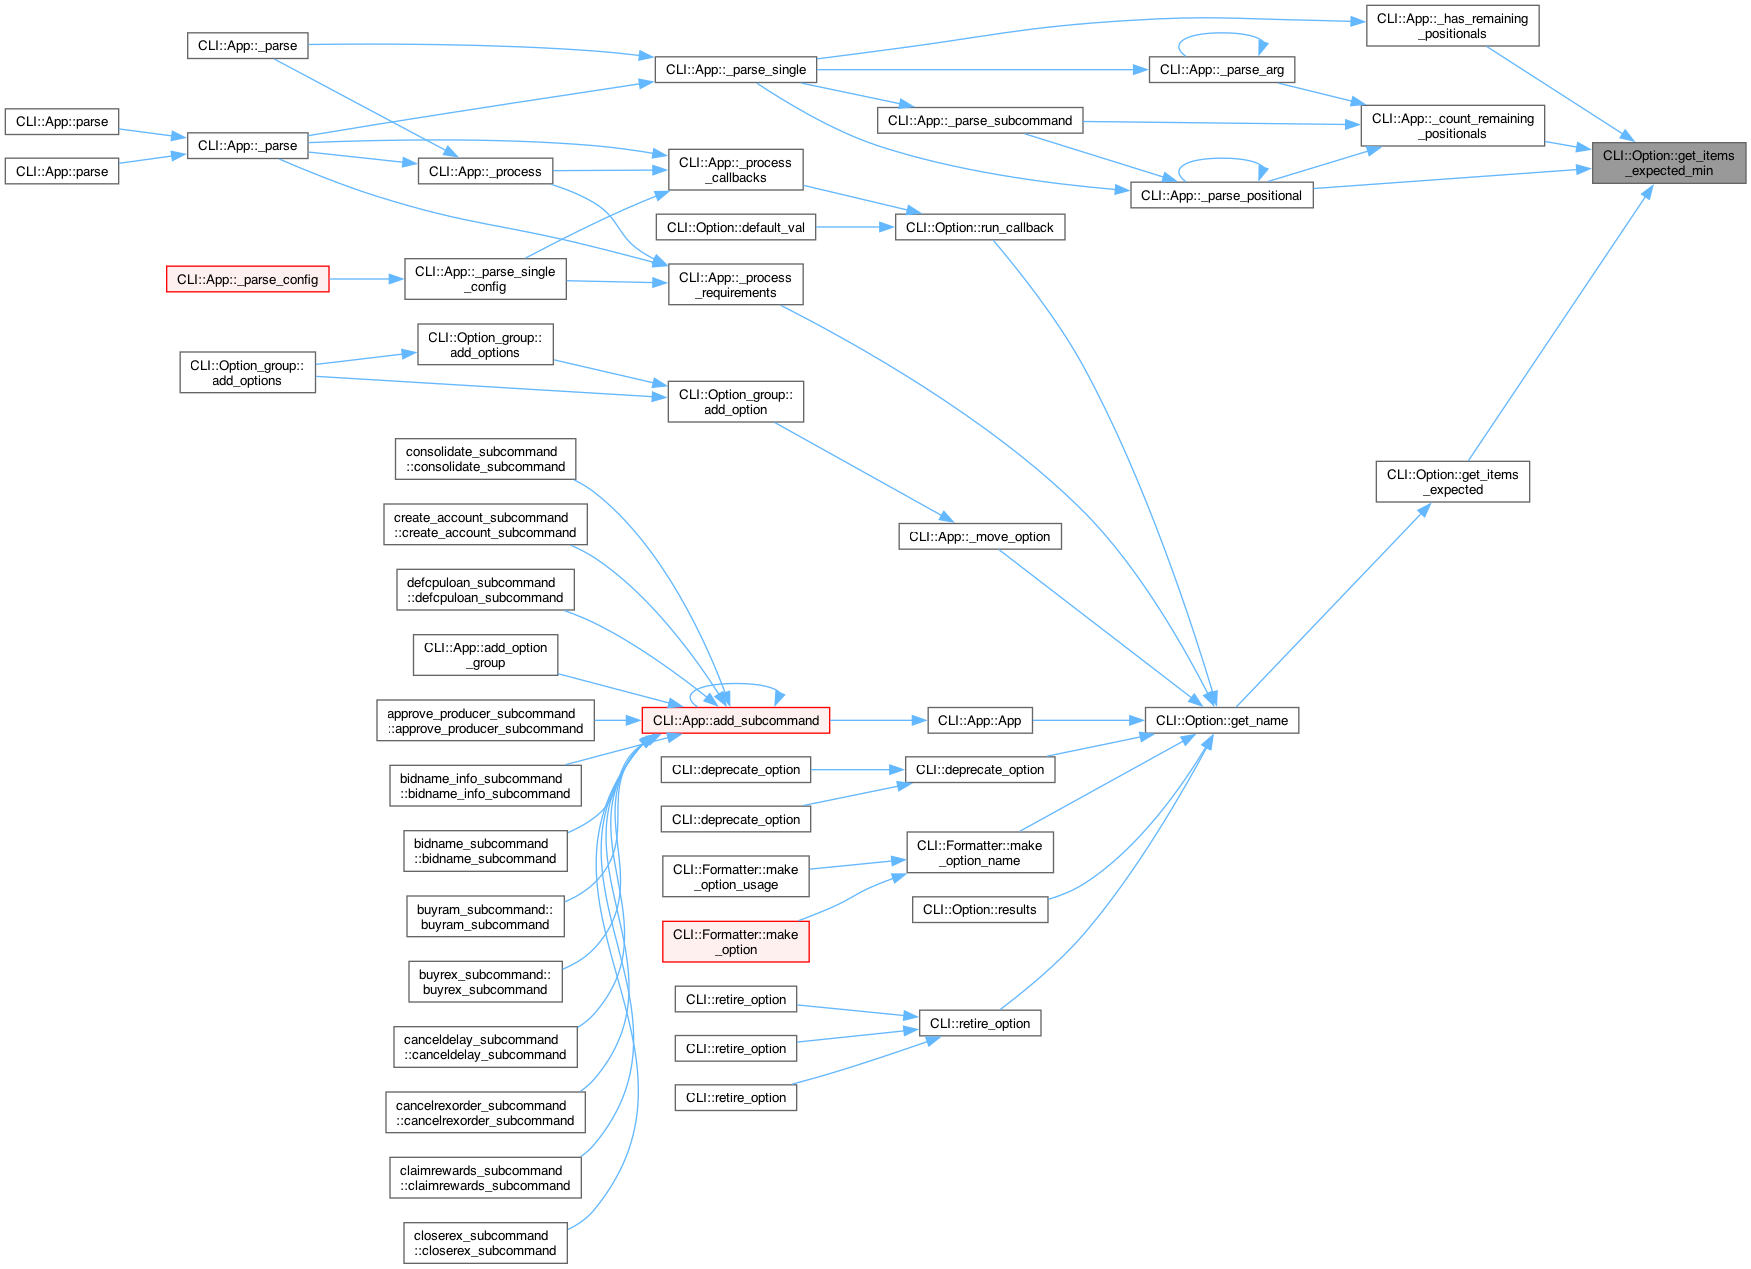 CLI::App::_has_remaining
_positionals
CLI::App::_parse
CLI::App::_parse_single
CLI::App::_parse_arg
CLI::App::parse
CLI::App::_parse_subcommand
CLI::App::_count_remaining
_positionals
CLI::App::_parse
CLI::App::parse
CLI::App::_process
CLI::App::_process
_callbacks
CLI::Option::get_items
_expected_min
CLI::App::_parse_positional
CLI::Option::default_val
CLI::Option::run_callback
CLI::App::_parse_config
CLI::App::_parse_single
_config
CLI::App::_process
_requirements
CLI::Option_group::
add_options
CLI::Option_group::
add_options
CLI::Option_group::
add_option
consolidate_subcommand
::consolidate_subcommand
CLI::Option::get_items
_expected
create_account_subcommand
::create_account_subcommand
CLI::App::_move_option
defcpuloan_subcommand
::defcpuloan_subcommand
CLI::App::add_option
_group
approve_producer_subcommand
::approve_producer_subcommand
CLI::App::add_subcommand
CLI::App::App
CLI::Option::get_name
bidname_info_subcommand
::bidname_info_subcommand
CLI::deprecate_option
CLI::deprecate_option
CLI::deprecate_option
bidname_subcommand
::bidname_subcommand
CLI::Formatter::make
_option_name
CLI::Formatter::make
_option_usage
buyram_subcommand::
buyram_subcommand
CLI::Option::results
CLI::Formatter::make
_option
buyrex_subcommand::
buyrex_subcommand
CLI::retire_option
CLI::retire_option
canceldelay_subcommand
::canceldelay_subcommand
CLI::retire_option
CLI::retire_option
cancelrexorder_subcommand
::cancelrexorder_subcommand
claimrewards_subcommand
::claimrewards_subcommand
closerex_subcommand
::closerex_subcommand